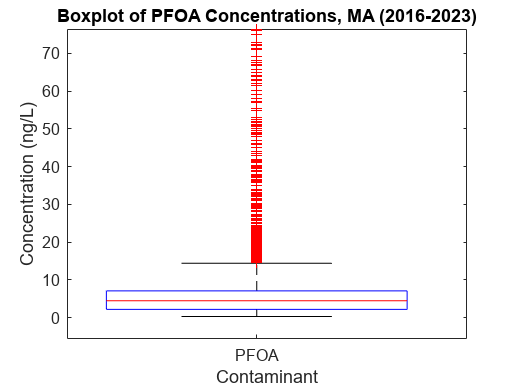 Boxplot of PFOA Concentrations, MA (2016-2023)
Concentration (ng/L)
70
60
50
40
30
20
10
0
PFOA
Contaminant